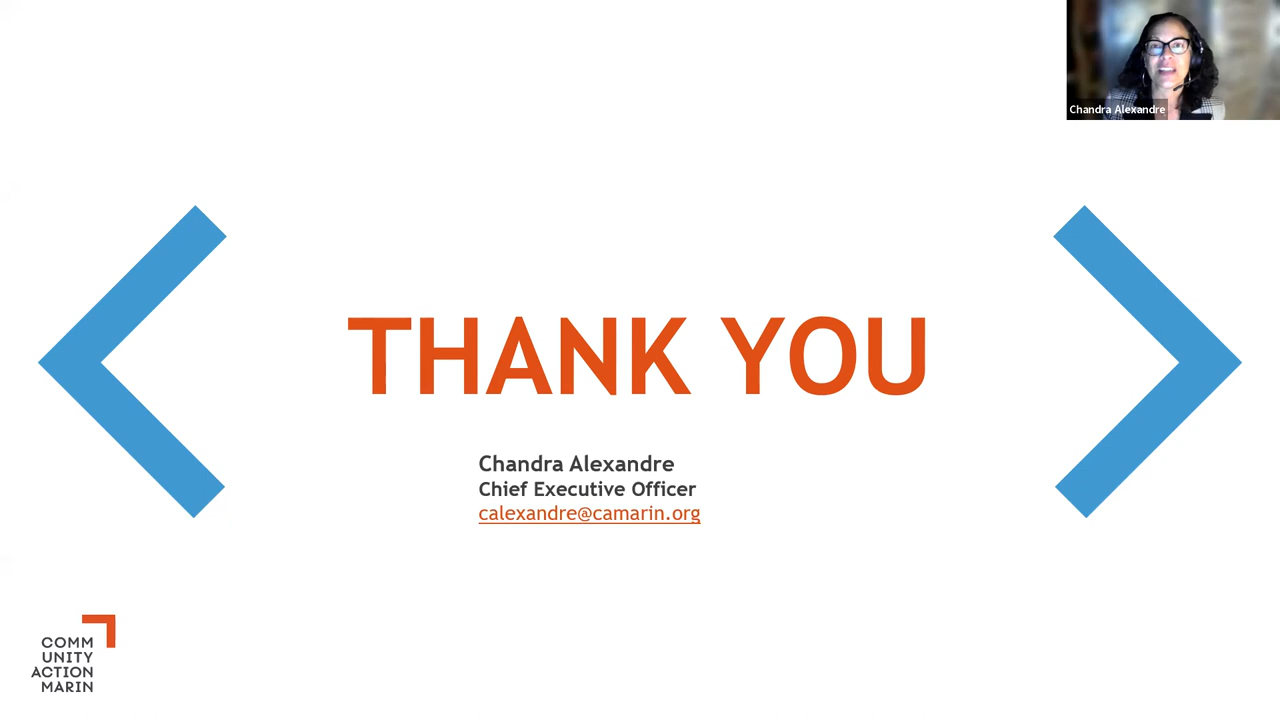 Chandra Alexandre
THANK YOU
Chandra Alexandre
Chief Executive Officer
calexandre@camarin.org
COMM
UNITY
ACTION
MARIN